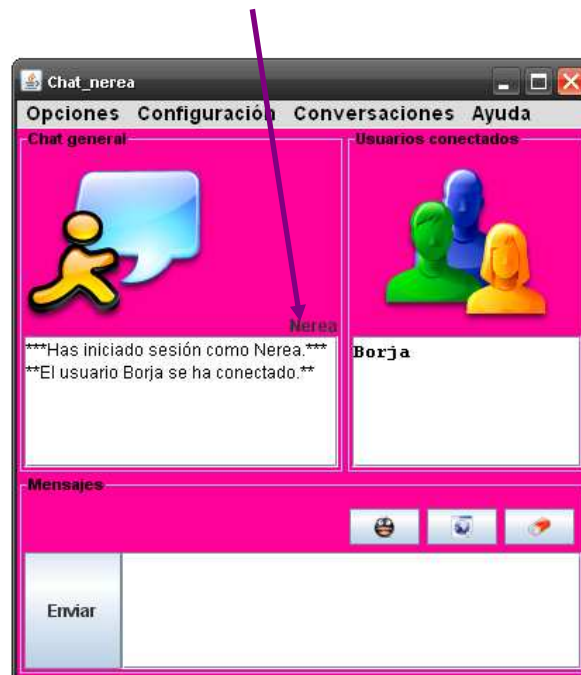 Chat_nerea
Opciones Configuración Conversaciones Ayuda
Chat general
Usuarios conectados
Nerea
***Has iniciado sesión como Nerea.***
**El usuario Borja se ha conectado.**
Borja
Mensajes
Enviar